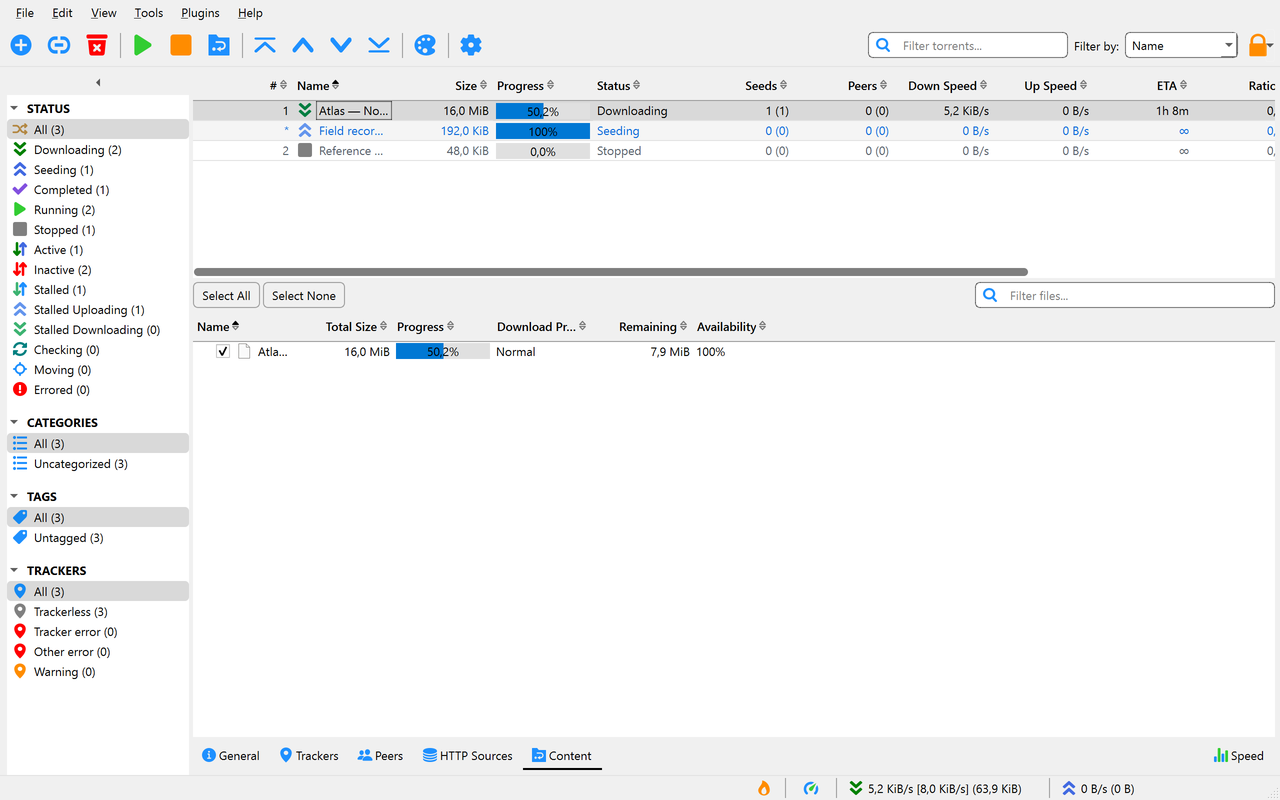 File Edit View Tools Plugins Help
Filter torrents... Filter by: Name
# Name Size Progress Status Seeds Peers Down Speed Up Speed ETA Ratio
1 Atlas — No... 16,0 MiB 50,2% Downloading 1 (1) 0 (0) 5,2 KiB/s 0 B/s 1h 8m 0,
* Field recor... 192,0 KiB 100% Seeding 0 (0) 0 (0) 0 B/s 0 B/s ∞ 0,
2 Reference ... 48,0 KiB 0,0% Stopped 0 (0) 0 (0) 0 B/s 0 B/s ∞ 0,
STATUS
All (3)
Downloading (2)
Seeding (1)
Completed (1)
Running (2)
Stopped (1)
Active (1)
Inactive (2)
Stalled (1)
Stalled Uploading (1)
Stalled Downloading (0)
Checking (0)
Moving (0)
Errored (0)
CATEGORIES
All (3)
Uncategorized (3)
TAGS
All (3)
Untagged (3)
TRACKERS
All (3)
Trackerless (3)
Tracker error (0)
Other error (0)
Warning (0)
Select All Select None Filter files...
Name Total Size Progress Download Pr... Remaining Availability
Atla... 16,0 MiB 50,2% Normal 7,9 MiB 100%
General Trackers Peers HTTP Sources Content Speed
5,2 KiB/s [8,0 KiB/s] (63,9 KiB) 0 B/s (0 B)